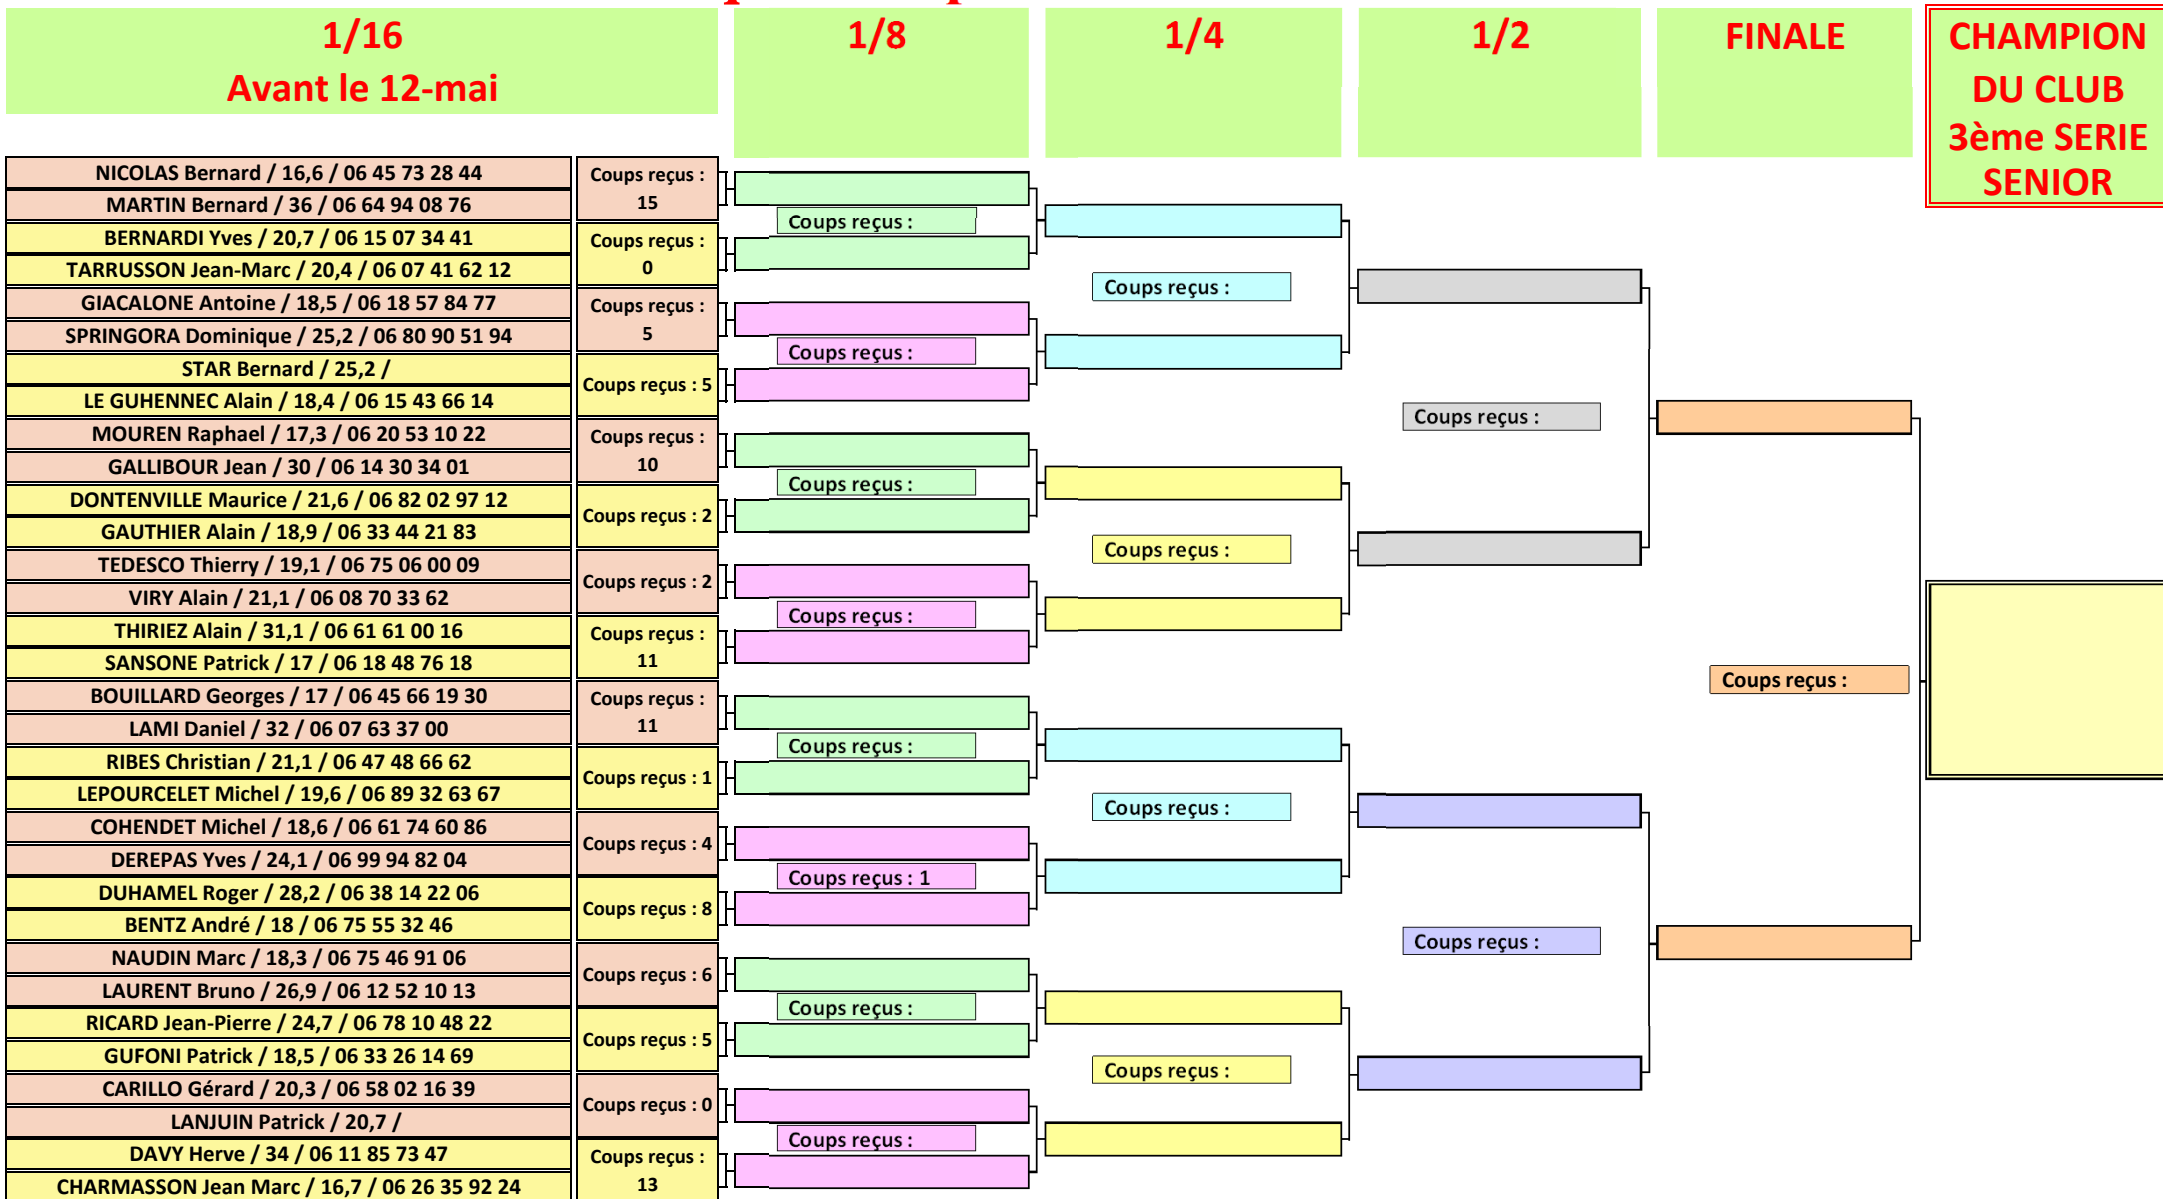 1/16
Avant le 12-mai
1/8
1/4
1/2
FINALE
CHAMPION
DU CLUB
3ème SERIE
SENIOR
NICOLAS Bernard / 16,6 / 06 45 73 28 44
MARTIN Bernard / 36 / 06 64 94 08 76
Coups reçus :
15
BERNARDI Yves / 20,7 / 06 15 07 34 41
TARRUSSON Jean-Marc / 20,4 / 06 07 41 62 12
Coups reçus :
0
GIACALONE Antoine / 18,5 / 06 18 57 84 77
SPRINGORA Dominique / 25,2 / 06 80 90 51 94
Coups reçus :
5
STAR Bernard / 25,2 /
LE GUHENNEC Alain / 18,4 / 06 15 43 66 14
Coups reçus : 5
MOUREN Raphael / 17,3 / 06 20 53 10 22
GALLIBOUR Jean / 30 / 06 14 30 34 01
Coups reçus :
10
DONTENVILLE Maurice / 21,6 / 06 82 02 97 12
GAUTHIER Alain / 18,9 / 06 33 44 21 83
Coups reçus : 2
TEDESCO Thierry / 19,1 / 06 75 06 00 09
VIRY Alain / 21,1 / 06 08 70 33 62
Coups reçus : 2
THIRIEZ Alain / 31,1 / 06 61 61 00 16
SANSONE Patrick / 17 / 06 18 48 76 18
Coups reçus :
11
BOUILLARD Georges / 17 / 06 45 66 19 30
LAMI Daniel / 32 / 06 07 63 37 00
Coups reçus :
11
RIBES Christian / 21,1 / 06 47 48 66 62
LEPOURCELET Michel / 19,6 / 06 89 32 63 67
Coups reçus : 1
COHENDET Michel / 18,6 / 06 61 74 60 86
DEREPAS Yves / 24,1 / 06 99 94 82 04
Coups reçus : 4
DUHAMEL Roger / 28,2 / 06 38 14 22 06
BENTZ André / 18 / 06 75 55 32 46
Coups reçus : 8
NAUDIN Marc / 18,3 / 06 75 46 91 06
LAURENT Bruno / 26,9 / 06 12 52 10 13
Coups reçus : 6
RICARD Jean-Pierre / 24,7 / 06 78 10 48 22
GUFONI Patrick / 18,5 / 06 33 26 14 69
Coups reçus : 5
CARILLO Gérard / 20,3 / 06 58 02 16 39
LANJUIN Patrick / 20,7 /
Coups reçus : 0
DAVY Herve / 34 / 06 11 85 73 47
CHARMASSON Jean Marc / 16,7 / 06 26 35 92 24
Coups reçus :
13
Coups reçus :
Coups reçus :
Coups reçus :
Coups reçus :
Coups reçus :
Coups reçus : 1
Coups reçus :
Coups reçus :
Coups reçus :
Coups reçus :
Coups reçus :
Coups reçus :
Coups reçus :
Coups reçus :
Coups reçus :